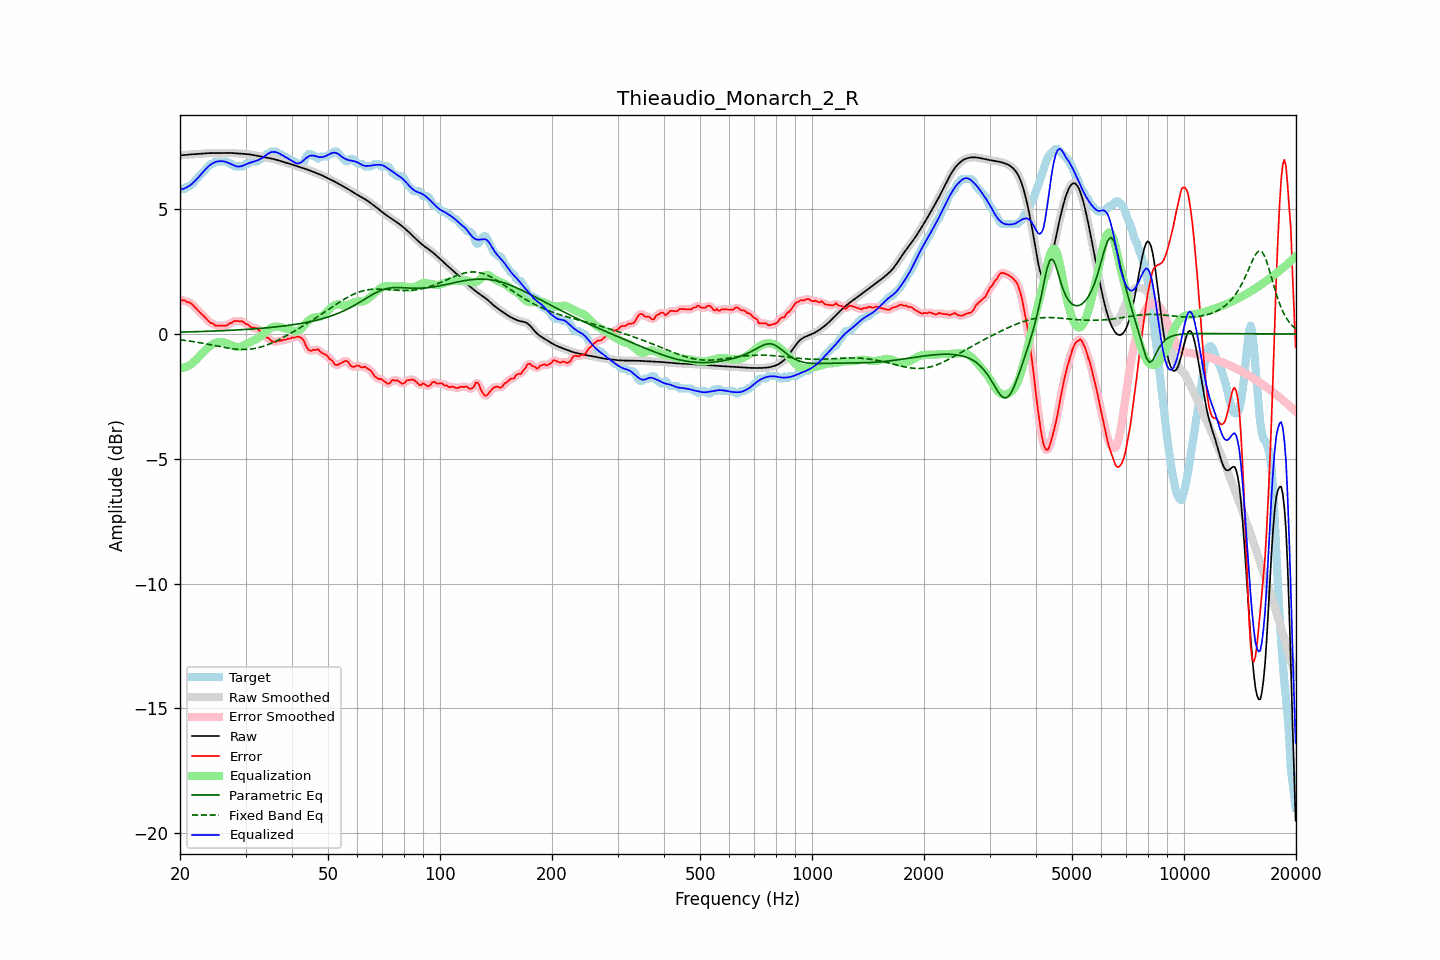 Thieaudio_Monarch_2_R
Amplitude (dBr)
5
0
−5
−10
−15
−20
Target
Raw Smoothed
Error Smoothed
Raw
Error
Equalization
Parametric Eq
Fixed Band Eq
Equalized
20
50
100
200
500
1000
2000
5000
10000
20000
Frequency (Hz)